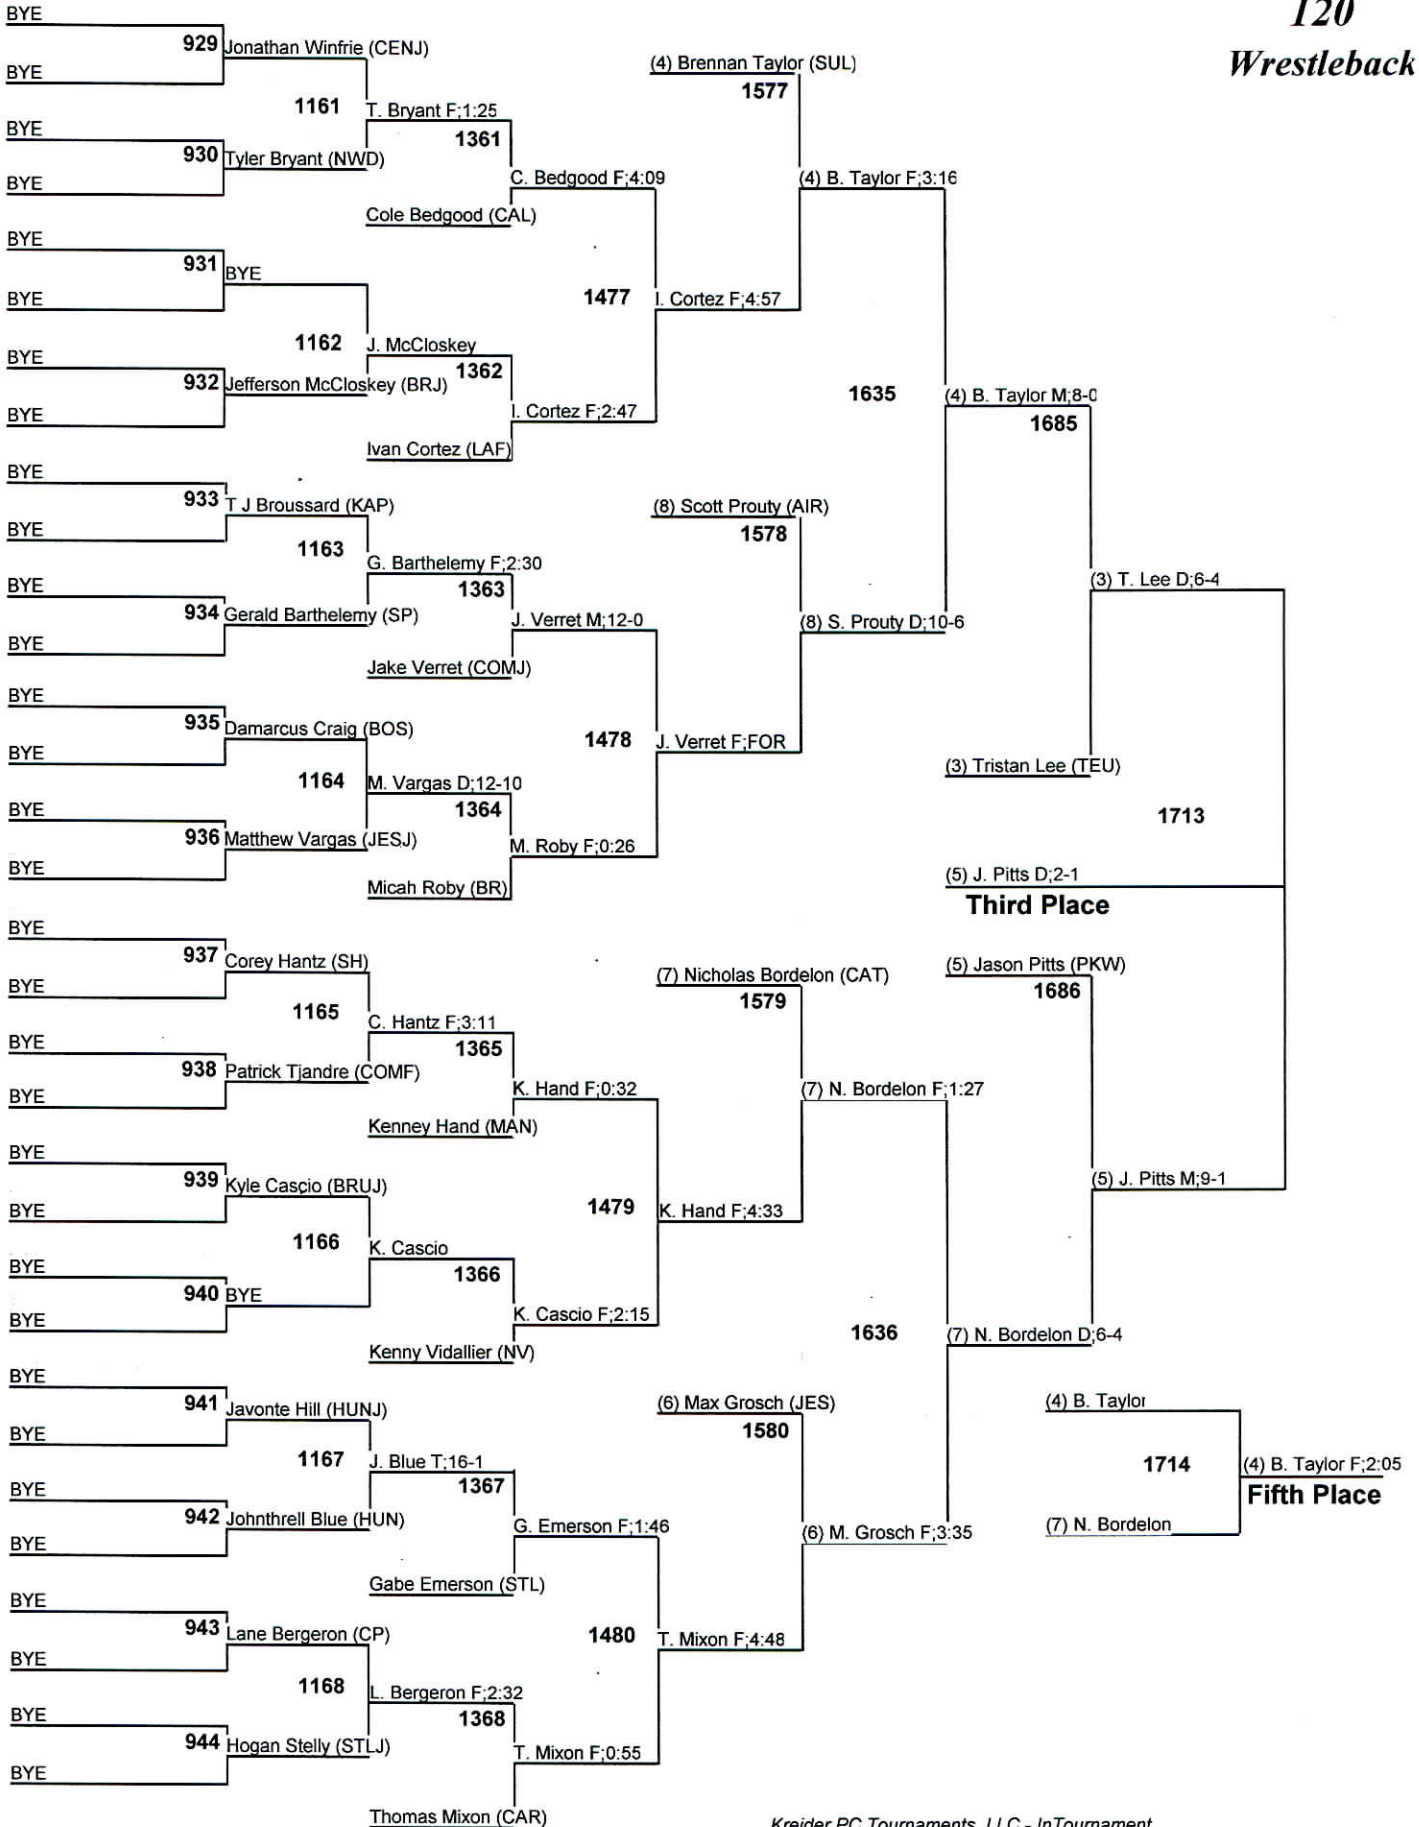 120
Wrestleback
BYE
929 Jonathan Winfrie (CENJ)
BYE
1161 T. Bryant F;1:25
BYE
1361
930 Tyler Bryant (NWD)
BYE
C. Bedgood F;4:09
Cole Bedgood (CAL)
(4) Brennan Taylor (SUL)
1577
(4) B. Taylor F;3:16
BYE
931 BYE
BYE
1477 I. Cortez F;4:57
1162 J. McCloskey
BYE
1362
932 Jefferson McCloskey (BRJ)
BYE
I. Cortez F;2:47
Ivan Cortez (LAF)
1635 (4) B. Taylor M;8-0
1685
BYE
933 T J Broussard (KAP)
BYE
1163 G. Barthelemy F;2:30
BYE
1363
934 Gerald Barthelemy (SP)
BYE
J. Verret M;12-0
Jake Verret (COMJ)
(8) Scott Prouty (AIR)
1578
(8) S. Prouty D;10-6
(3) T. Lee D;6-4
BYE
935 Damarcus Craig (BOS)
BYE
1478 J. Verret F;FOR
1164 M. Vargas D;12-10
BYE
1364
936 Matthew Vargas (JESJ)
BYE
M. Roby F;0:26
Micah Roby (BR)
(3) Tristan Lee (TEU)
1713
(5) J. Pitts D;2-1
Third Place
BYE
937 Corey Hantz (SH)
BYE
1165 C. Hantz F;3:11
BYE
1365
938 Patrick Tjandre (COMF)
BYE
K. Hand F;0:32
Kenney Hand (MAN)
(7) Nicholas Bordelon (CAT)
1579
(7) N. Bordelon F;1:27
(5) Jason Pitts (PKW)
1686
(5) J. Pitts M;9-1
BYE
939 Kyle Cascio (BRUJ)
BYE
1479 K. Hand F;4:33
1166 K. Cascio
BYE
1366
940 BYE
BYE
K. Cascio F;2:15
Kenny Vidallier (NV)
1636 (7) N. Bordelon D;6-4
BYE
941 Javonte Hill (HUNJ)
BYE
1167 J. Blue T;16-1
BYE
1367
942 Johnthrell Blue (HUN)
BYE
G. Emerson F;1:46
Gabe Emerson (STL)
(6) Max Grosch (JES)
1580
(6) M. Grosch F;3:35
(4) B. Taylor
1714 (4) B. Taylor F;2:05
Fifth Place
(7) N. Bordelon
BYE
943 Lane Bergeron (CP)
BYE
1480 T. Mixon F;4:48
1168 L. Bergeron F;2:32
BYE
1368
944 Hogan Stelly (STLJ)
BYE
T. Mixon F;0:55
Thomas Mixon (CAR)
Kreider PC Tournaments, LLC - InTournament